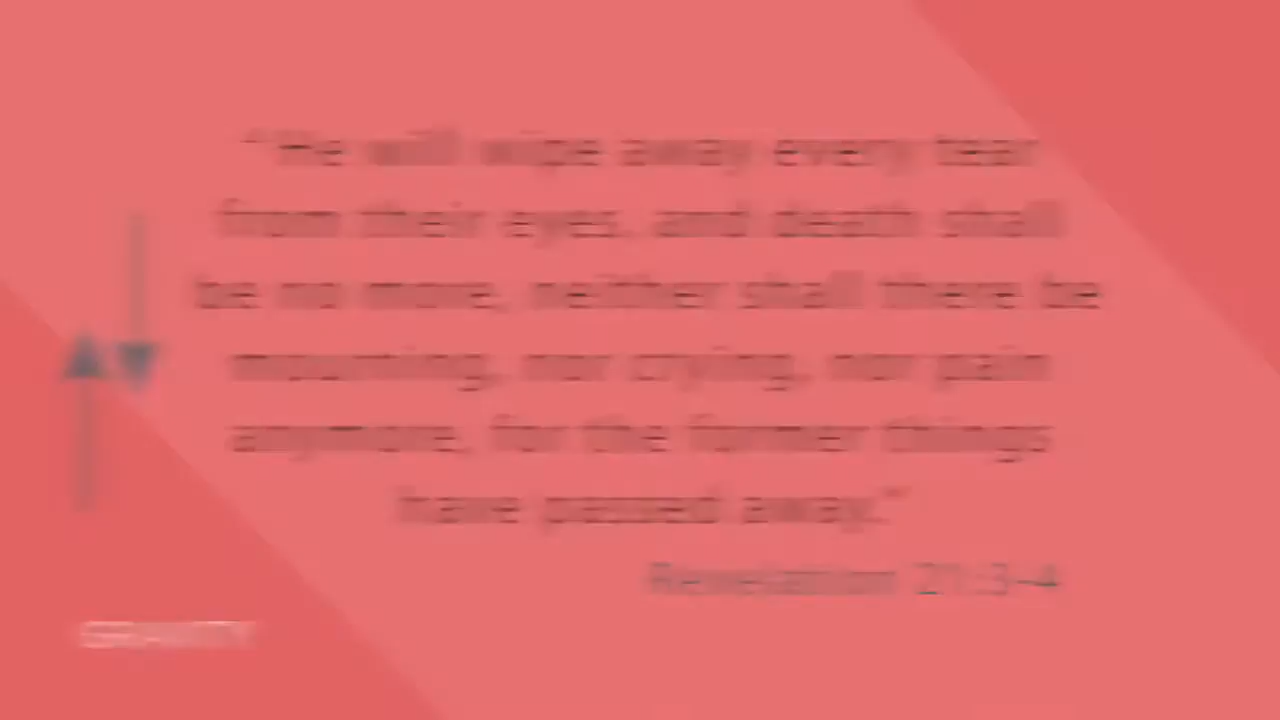 "He will wipe away every tear
from their eyes, and death shall
be no more, neither shall there be
mourning, nor crying, nor pain
anymore, for the former things
have passed away."
Revelation 21:3-4